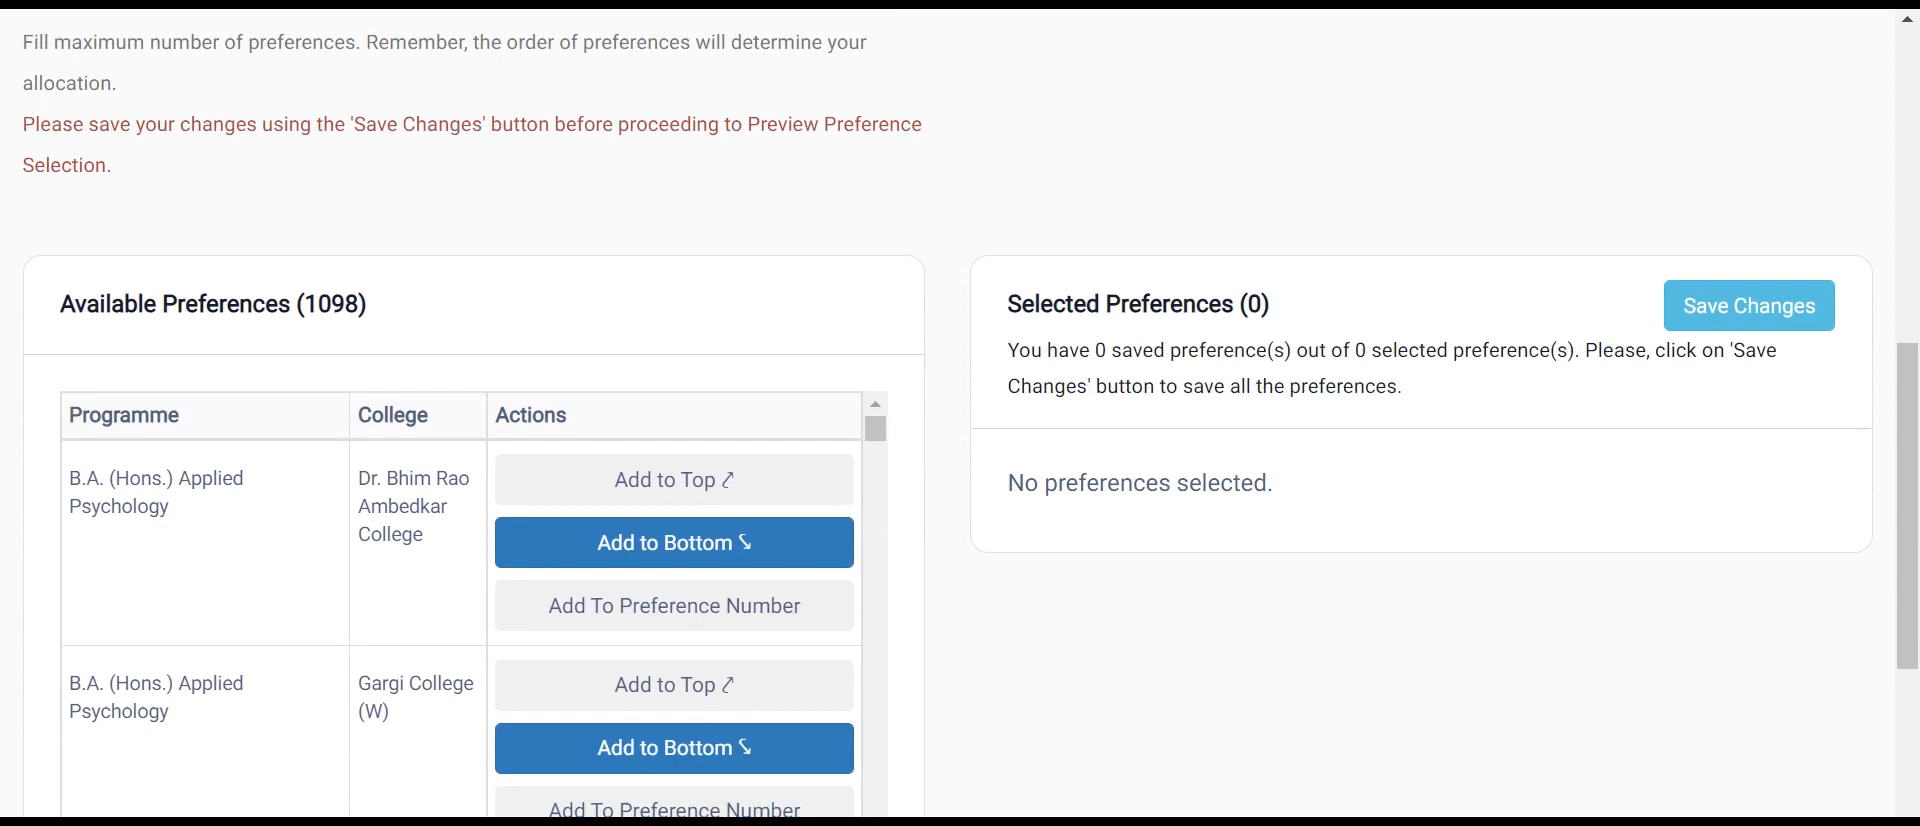 Fill maximum number of preferences. Remember, the order of preferences will determine your
allocation.
Please save your changes using the 'Save Changes' button before proceeding to Preview Preference
Selection.
Available Preferences (1098)
Programme College Actions
B.A. (Hons.) Applied
Psychology
Dr. Bhim Rao
Ambedkar
College
Add to Top ⤤
Add to Bottom ⤥
Add To Preference Number
B.A. (Hons.) Applied
Psychology
Gargi College
(W)
Add to Top ⤤
Add to Bottom ⤥
Add To Preference Number
Selected Preferences (0)
Save Changes
You have 0 saved preference(s) out of 0 selected preference(s). Please, click on 'Save
Changes' button to save all the preferences.
No preferences selected.